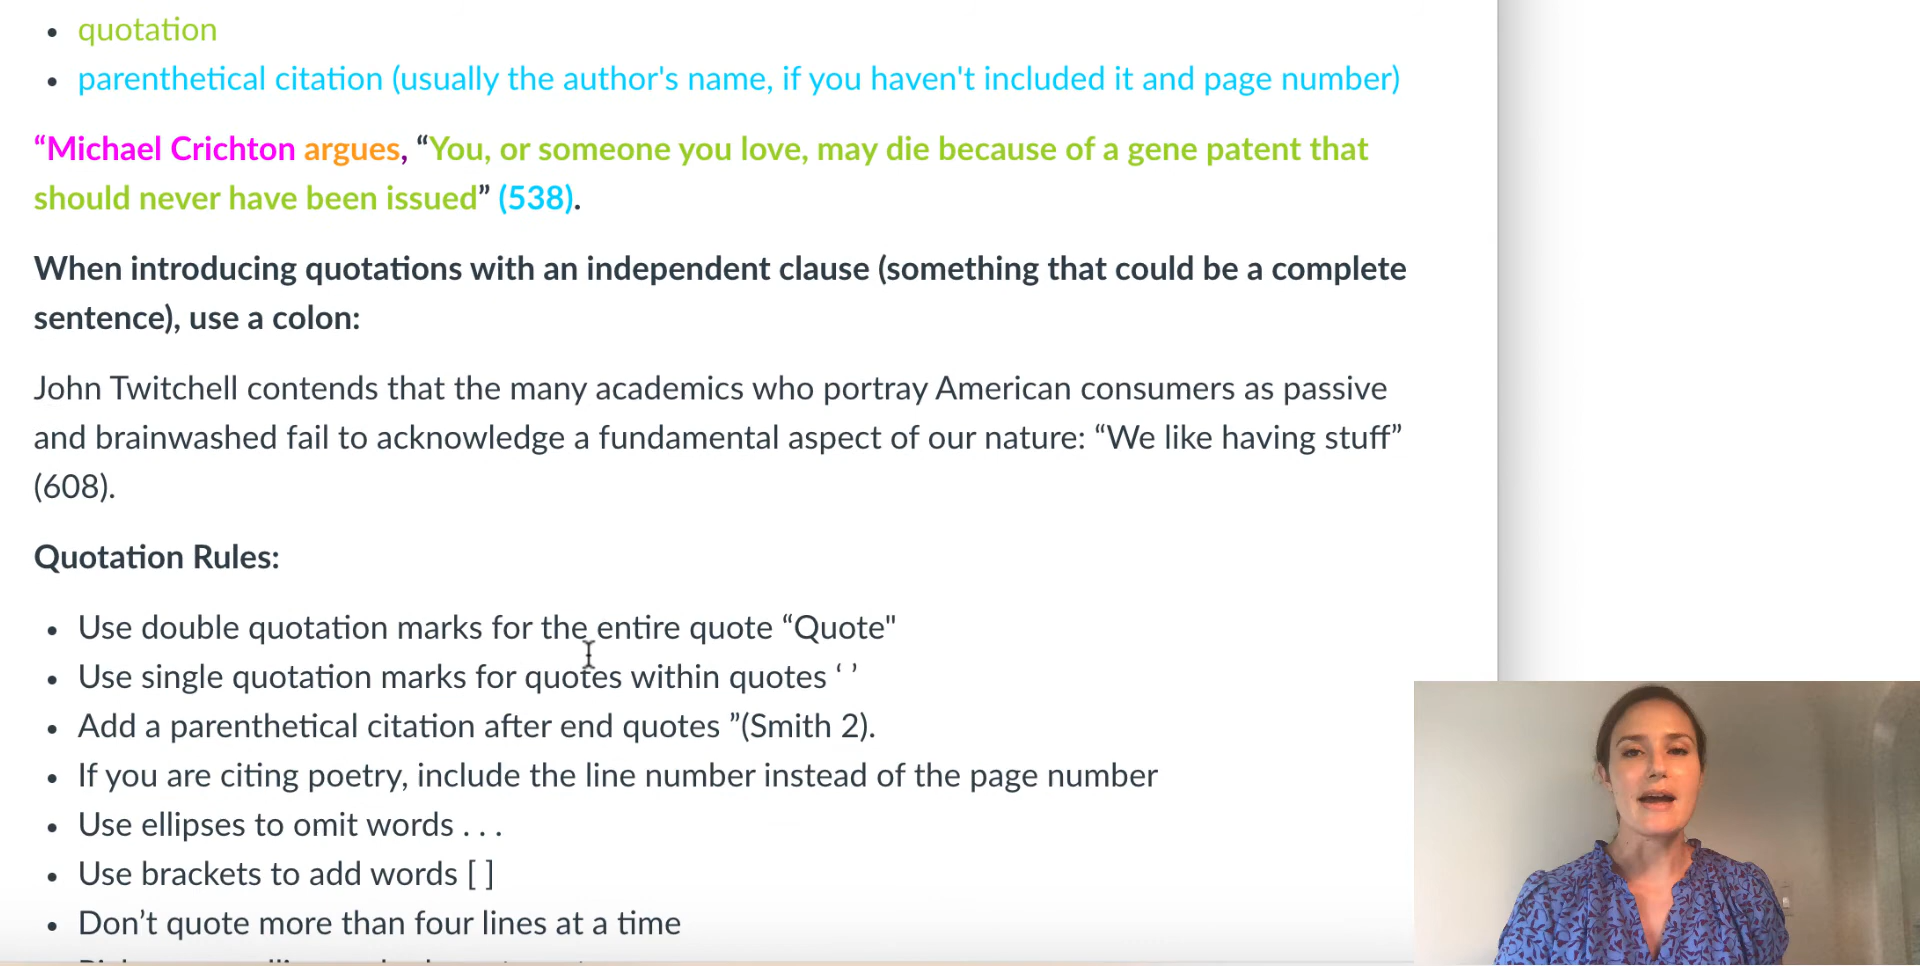 • quotation
• parenthetical citation (usually the author's name, if you haven't included it and page number)
“Michael Crichton argues, “You, or someone you love, may die because of a gene patent that
should never have been issued” (538).
When introducing quotations with an independent clause (something that could be a complete
sentence), use a colon:
John Twitchell contends that the many academics who portray American consumers as passive
and brainwashed fail to acknowledge a fundamental aspect of our nature: “We like having stuff”
(608).
Quotation Rules:
• Use double quotation marks for the entire quote “Quote"
• Use single quotation marks for quotes within quotes ‘ ’
• Add a parenthetical citation after end quotes ”(Smith 2).
• If you are citing poetry, include the line number instead of the page number
• Use ellipses to omit words . . .
• Use brackets to add words [ ]
• Don’t quote more than four lines at a time